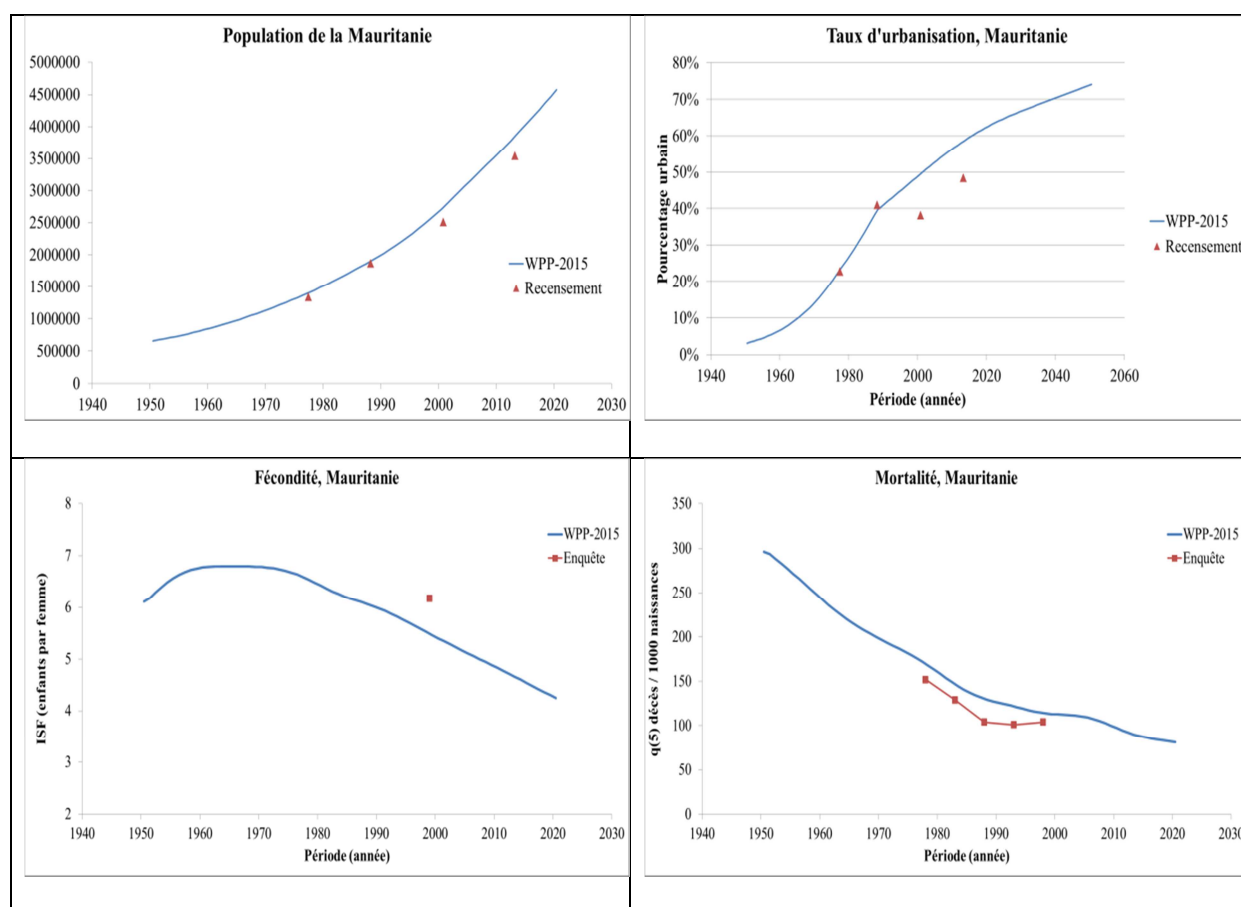 Population de la Mauritanie
5000000
4500000
4000000
3500000
3000000
2500000
2000000
1500000
1000000
500000
0
1940 1950 1960 1970 1980 1990 2000 2010 2020 2030
WPP-2015
Recensement
Taux d'urbanisation, Mauritanie
Pourcentage urbain
80%
70%
60%
50%
40%
30%
20%
10%
0%
1940 1960 1980 2000 2020 2040 2060
Période (année)
WPP-2015
Recensement
Fécondité, Mauritanie
ISF (enfants par femme)
8
7
6
5
4
3
2
1940 1950 1960 1970 1980 1990 2000 2010 2020 2030
Période (année)
WPP-2015
Enquête
Mortalité, Mauritanie
q(5) décès / 1000 naissances
350
300
250
200
150
100
50
0
1940 1950 1960 1970 1980 1990 2000 2010 2020 2030
Période (année)
WPP-2015
Enquête